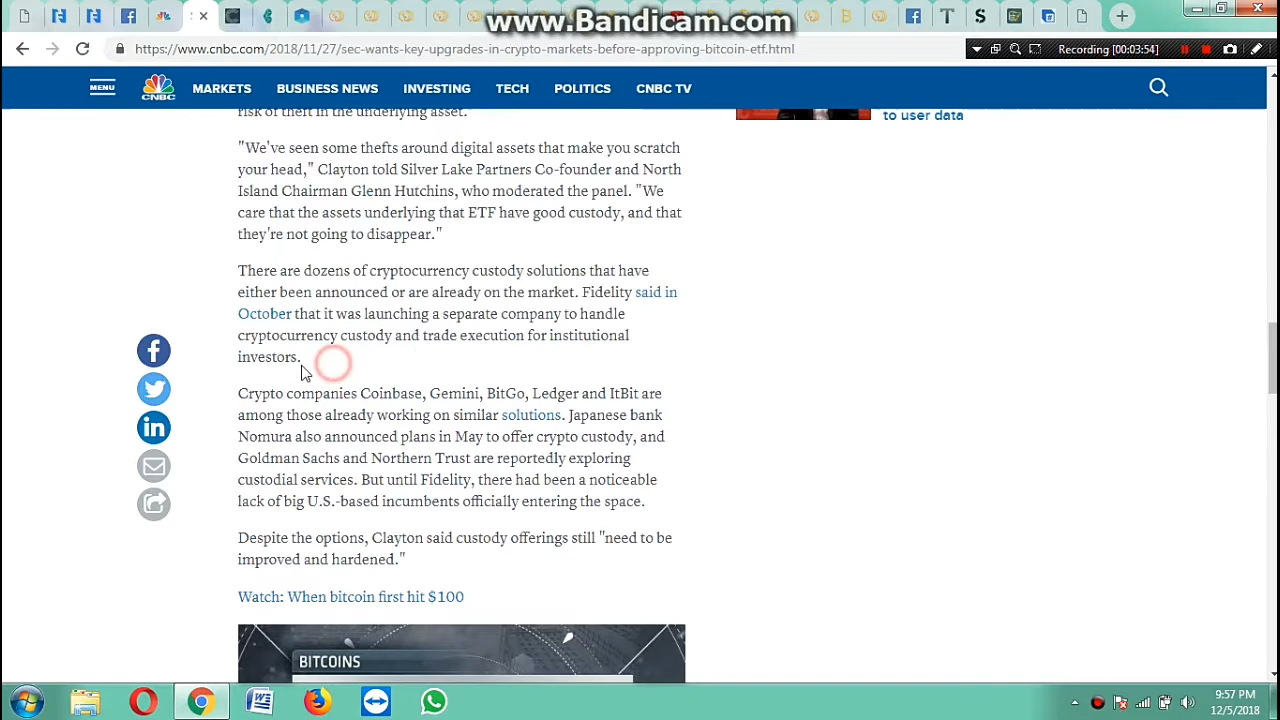 www.Bandicam.com
https://www.cnbc.com/2018/11/27/sec-wants-key-upgrades-in-crypto-markets-before-approving-bitcoin-etf.html
Recording [00:03:54]
MENU
CNBC
MARKETS
BUSINESS NEWS
INVESTING
TECH
POLITICS
CNBC TV
risk of theft in the underlying asset.
to user data
"We've seen some thefts around digital assets that make you scratch
your head," Clayton told Silver Lake Partners Co-founder and North
Island Chairman Glenn Hutchins, who moderated the panel. "We
care that the assets underlying that ETF have good custody, and that
they're not going to disappear."
There are dozens of cryptocurrency custody solutions that have
either been announced or are already on the market. Fidelity said in
October that it was launching a separate company to handle
cryptocurrency custody and trade execution for institutional
investors.
Crypto companies Coinbase, Gemini, BitGo, Ledger and ItBit are
among those already working on similar solutions. Japanese bank
Nomura also announced plans in May to offer crypto custody, and
Goldman Sachs and Northern Trust are reportedly exploring
custodial services. But until Fidelity, there had been a noticeable
lack of big U.S.-based incumbents officially entering the space.
Despite the options, Clayton said custody offerings still "need to be
improved and hardened."
Watch: When bitcoin first hit $100
BITCOINS
9:57 PM
12/5/2018